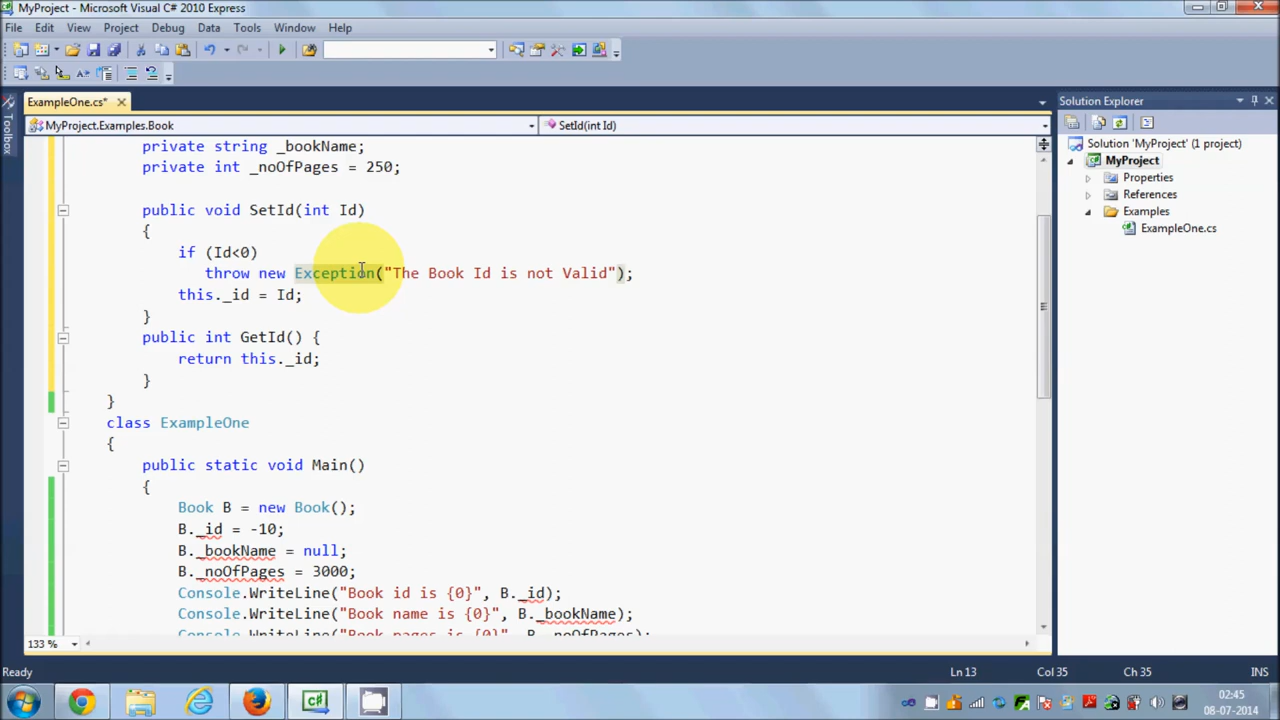 MyProject - Microsoft Visual C# 2010 Express
File Edit View Project Debug Data Tools Window Help
ExampleOne.cs*
Solution Explorer
MyProject.Examples.Book
SetId(int Id)
Toolbox
private string _bookName;
private int _noOfPages = 250;
public void SetId(int Id)
{
if (Id<0)
throw new Exception("The Book Id is not Valid");
this._id = Id;
}
public int GetId() {
return this._id;
}
}
class ExampleOne
{
public static void Main()
{
Book B = new Book();
B._id = -10;
B._bookName = null;
B._noOfPages = 3000;
Console.WriteLine("Book id is {0}", B._id);
Console.WriteLine("Book name is {0}", B._bookName);
Console.WriteLine("Book pages is {0}", B._noOfPages);
Solution 'MyProject' (1 project)
MyProject
Properties
References
Examples
ExampleOne.cs
133 %
Ready
Ln 13 Col 35 Ch 35 INS
02:45
08-07-2014